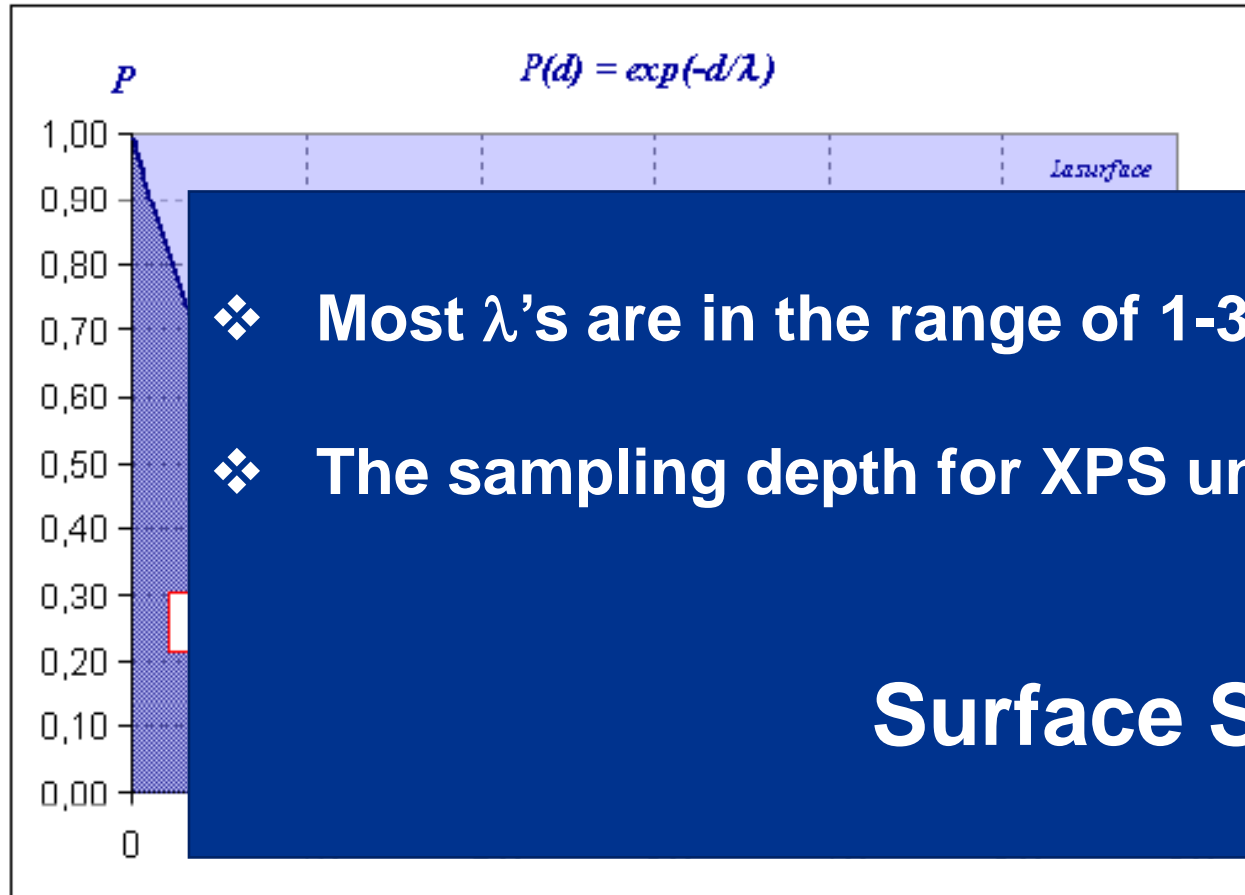 P
P(d) = exp(-d/λ)
Lasurface
1,00
0,90
0,80
0,70
0,60
0,50
0,40
0,30
0,20
0,10
0,00
0
❖ Most λ’s are in the range of 1-3
❖ The sampling depth for XPS un
Surface S